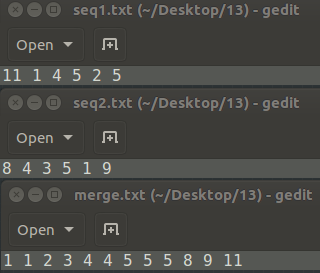 seq1.txt (~/Desktop/13) - gedit
Open
11 1 4 5 2 5
seq2.txt (~/Desktop/13) - gedit
Open
8 4 3 5 1 9
merge.txt (~/Desktop/13) - gedit
Open
1 1 2 3 4 4 5 5 5 8 9 11